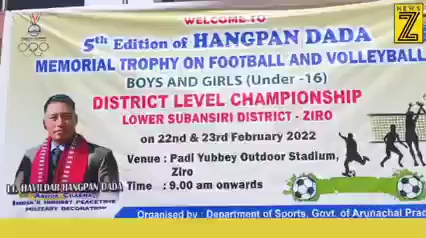 WELCOME TO
5th Edition of HANGPAN DADA
MEMORIAL TROPHY ON FOOTBALL AND VOLLEYBALL
BOYS AND GIRLS (Under -16)
DISTRICT LEVEL CHAMPIONSHIP
LOWER SUBANSIRI DISTRICT - ZIRO
on 22nd & 23rd February 2022
Venue : Padi Yubbey Outdoor Stadium,
Ziro
Time : 9.00 am onwards
Lt. HAVILDAR HANGPAN DADA
ASHOK CHAKRA
INDIA'S HIGHEST PEACETIME
MILITARY DECORATION
Organised by : Department of Sports, Govt. of Arunachal Prad
NEWS
Z